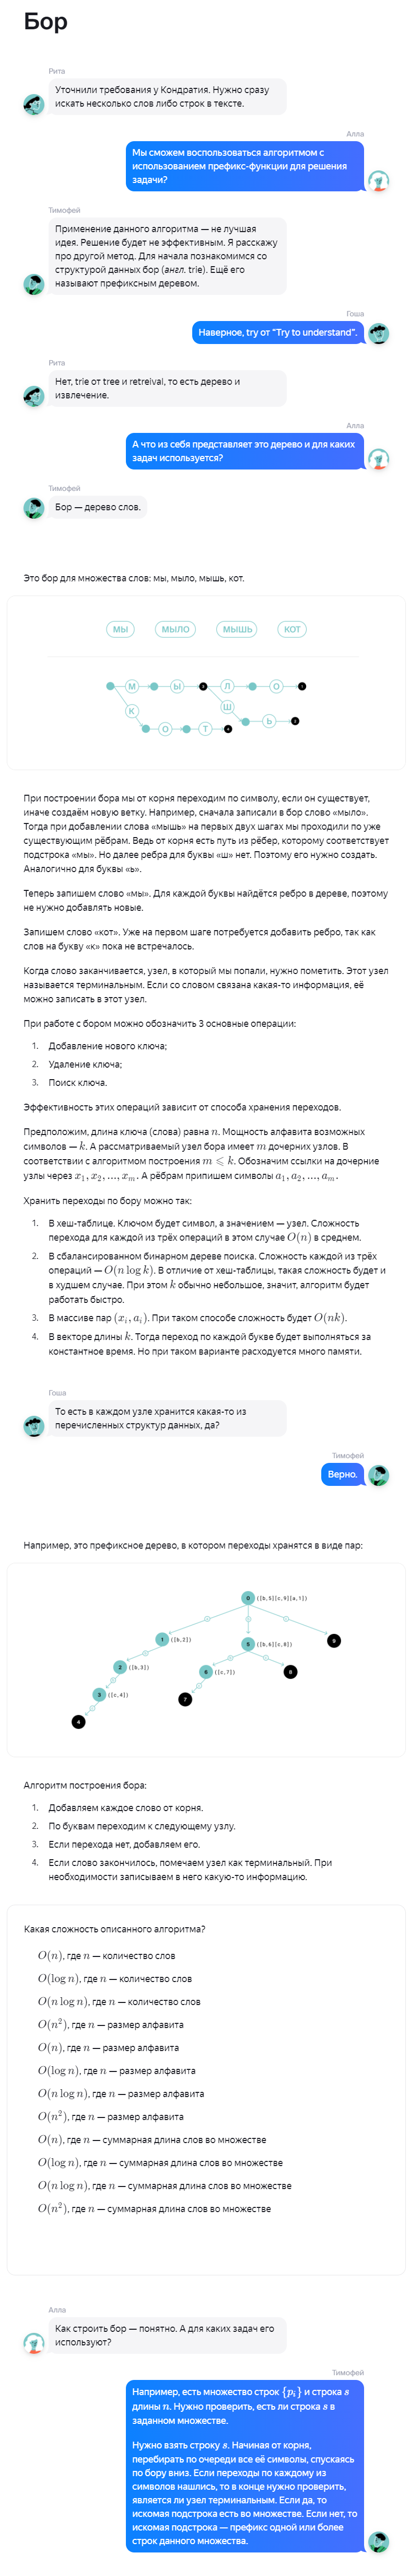 Бор
Рита
Уточнили требования у Кондратия. Нужно сразу
искать несколько слов либо строк в тексте.
Алла
Мы сможем воспользоваться алгоритмом с
использованием префикс-функции для решения
задачи?
Тимофей
Применение данного алгоритма — не лучшая
идея. Решение будет не эффективным. Я расскажу
про другой метод. Для начала познакомимся со
структурой данных бор (англ. trie). Ещё его
называют префиксным деревом.
Гоша
Наверное, try от “Try to understand”.
Рита
Нет, trie от tree и retreival, то есть дерево и
извлечение.
Алла
А что из себя представляет это дерево и для каких
задач используется?
Тимофей
Бор — дерево слов.
Это бор для множества слов: мы, мыло, мышь, кот.
МЫ МЫЛО МЫШЬ КОТ
М Ы Л О
К Ш
О Т Ь
При построении бора мы от корня переходим по символу, если он существует,
иначе создаём новую ветку. Например, сначала записали в бор слово «мыло».
Тогда при добавлении слова «мышь» на первых двух шагах мы проходили по уже
существующим рёбрам. Ведь от корня есть путь из рёбер, которому соответствует
подстрока «мы». Но далее ребра для буквы «ш» нет. Поэтому его нужно создать.
Аналогично для буквы «ь».
Теперь запишем слово «мы». Для каждой буквы найдётся ребро в дереве, поэтому
не нужно добавлять новые.
Запишем слово «кот». Уже на первом шаге потребуется добавить ребро, так как
слов на букву «к» пока не встречалось.
Когда слово заканчивается, узел, в который мы попали, нужно пометить. Этот узел
называется терминальным. Если со словом связана какая-то информация, её
можно записать в этот узел.
При работе с бором можно обозначить 3 основные операции:
1. Добавление нового ключа;
2. Удаление ключа;
3. Поиск ключа.
Эффективность этих операций зависит от способа хранения переходов.
Предположим, длина ключа (слова) равна n. Мощность алфавита возможных
символов — k. А рассматриваемый узел бора имеет m дочерних узлов. В
соответствии с алгоритмом построения m ⩽ k. Обозначим ссылки на дочерние
узлы через x₁, x₂, ..., xₘ. А рёбрам припишем символы a₁, a₂, ..., aₘ.
Хранить переходы по бору можно так:
1. В хеш-таблице. Ключом будет символ, а значением — узел. Сложность
перехода для каждой из трёх операций в этом случае O(n) в среднем.
2. В сбалансированном бинарном дереве поиска. Сложность каждой из трёх
операций — O(n log k). В отличие от хеш-таблицы, такая сложность будет и
в худшем случае. При этом k обычно небольшое, значит, алгоритм будет
работать быстро.
3. В массиве пар (xᵢ, aᵢ). При таком способе сложность будет O(nk).
4. В векторе длины k. Тогда переход по каждой букве будет выполняться за
константное время. Но при таком варианте расходуется много памяти.
Гоша
То есть в каждом узле хранится какая-то из
перечисленных структур данных, да?
Тимофей
Верно.
Например, это префиксное дерево, в котором переходы хранятся в виде пар:
0 ([b,5][c,9][a,1])
1 ([b,2]) 5 ([b,6][c,8]) 9
2 ([b,3]) 6 ([c,7]) 8
3 ([c,4]) 7
4
Алгоритм построения бора:
1. Добавляем каждое слово от корня.
2. По буквам переходим к следующему узлу.
3. Если перехода нет, добавляем его.
4. Если слово закончилось, помечаем узел как терминальный. При
необходимости записываем в него какую-то информацию.
Какая сложность описанного алгоритма?
O(n), где n — количество слов
O(log n), где n — количество слов
O(n log n), где n — количество слов
O(n²), где n — количество слов
O(n), где n — размер алфавита
O(log n), где n — размер алфавита
O(n log n), где n — размер алфавита
O(n²), где n — размер алфавита
O(n), где n — суммарная длина слов во множестве
O(log n), где n — суммарная длина слов во множестве
O(n log n), где n — суммарная длина слов во множестве
O(n²), где n — суммарная длина слов во множестве
Алла
Как строить бор — понятно. А для каких задач его
используют?
Тимофей
Например, есть множество строк {pᵢ} и строка s
длины n. Нужно проверить, есть ли строка s в
заданном множестве.
Нужно взять строку s. Начиная от корня,
перебирать по очереди все её символы, спускаясь
по бору вниз. Если переходы по каждому из
символов нашлись, то в конце нужно проверить,
является ли узел терминальным. Если да, то
искомая подстрока есть во множестве. Если нет, то
искомая подстрока — префикс одной или более
строк данного множества.